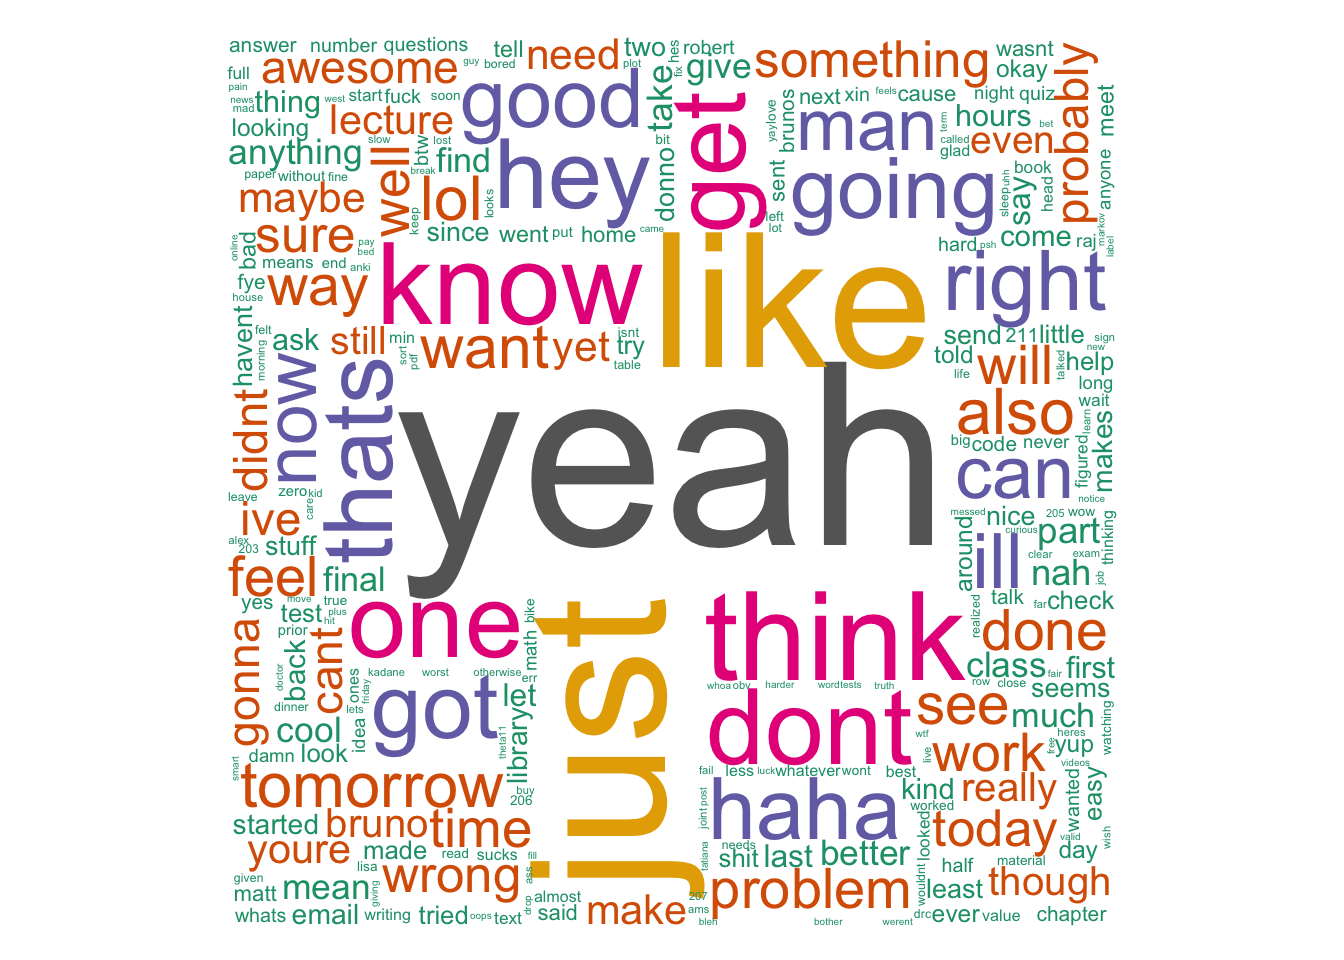 answer number questions tell need two hes robert something wasnt
full awesome guy bored plot fix give okay
pain
news thing west start fuck soon good take get next xin feels cause night quiz probably meet
mad
looking lecture slow btw lost yaylove brunos man term hours bet
anything well break find hey bit called glad even anyone
paper without fine donno sent going sleep uhh say book head markov
maybe lol keep looks left lot
online bad sure pay bed since went put home came hard psh come raj label
means end anki know like right
fye way
house
havent felt morning ask still min sort pdf want yet isnt try table send 211 little sign new
told life will talked help
long
didnt now thats yeah also wait learn
big code never figured makes
zero kid can
leave care notice
ive messed nice 205 wow
alex 203 stuff around curious part thinking
feel final ill clear exam
nah job
yes move true one just think talk far check
test plus hit math bike realized done
prior
gonna doctor back cant ones kadane worst otherwise err class fair first
friday whoa obv harder word tests truth row close seems
dinner lets got let dont see much watching
cool idea library theta11 wtf heres
damn look work free yup
smart tomorrow buy fail less luck whatever wont best live videos
206 kind really wanted easy
started bruno time joint post haha worked
youre made read sucks fill needs looked today valid day wish
lisa wrong ass tatiana shit last better half material
given matt mean giving drop almost 207 problem wouldnt least though
whats email writing tried oops text said make ams drc ever value chapter
bleh bother werent